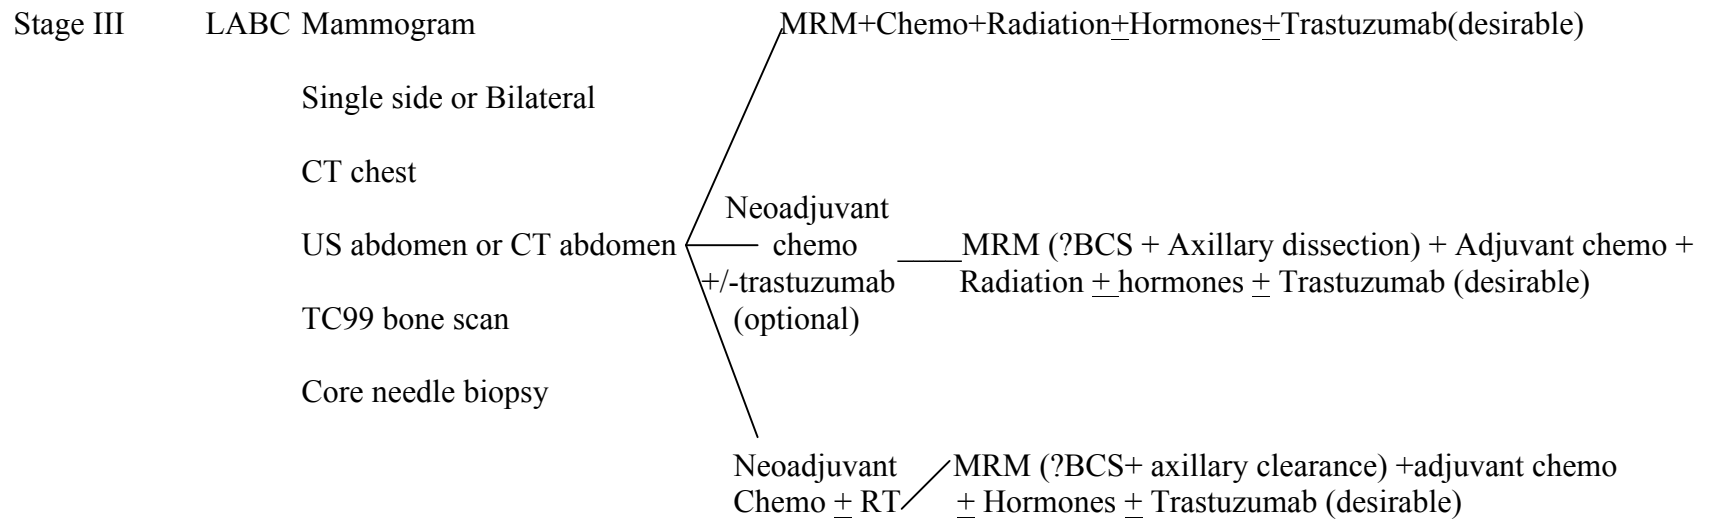 Stage III LABC Mammogram MRM+Chemo+Radiation±Hormones±Trastuzumab(desirable)
Single side or Bilateral
CT chest
US abdomen or CT abdomen
TC99 bone scan
Core needle biopsy
Neoadjuvant
chemo
+/-trastuzumab
(optional)
MRM (?BCS + Axillary dissection) + Adjuvant chemo +
Radiation ± hormones ± Trastuzumab (desirable)
Neoadjuvant
Chemo ± RT
MRM (?BCS+ axillary clearance) +adjuvant chemo
± Hormones ± Trastuzumab (desirable)